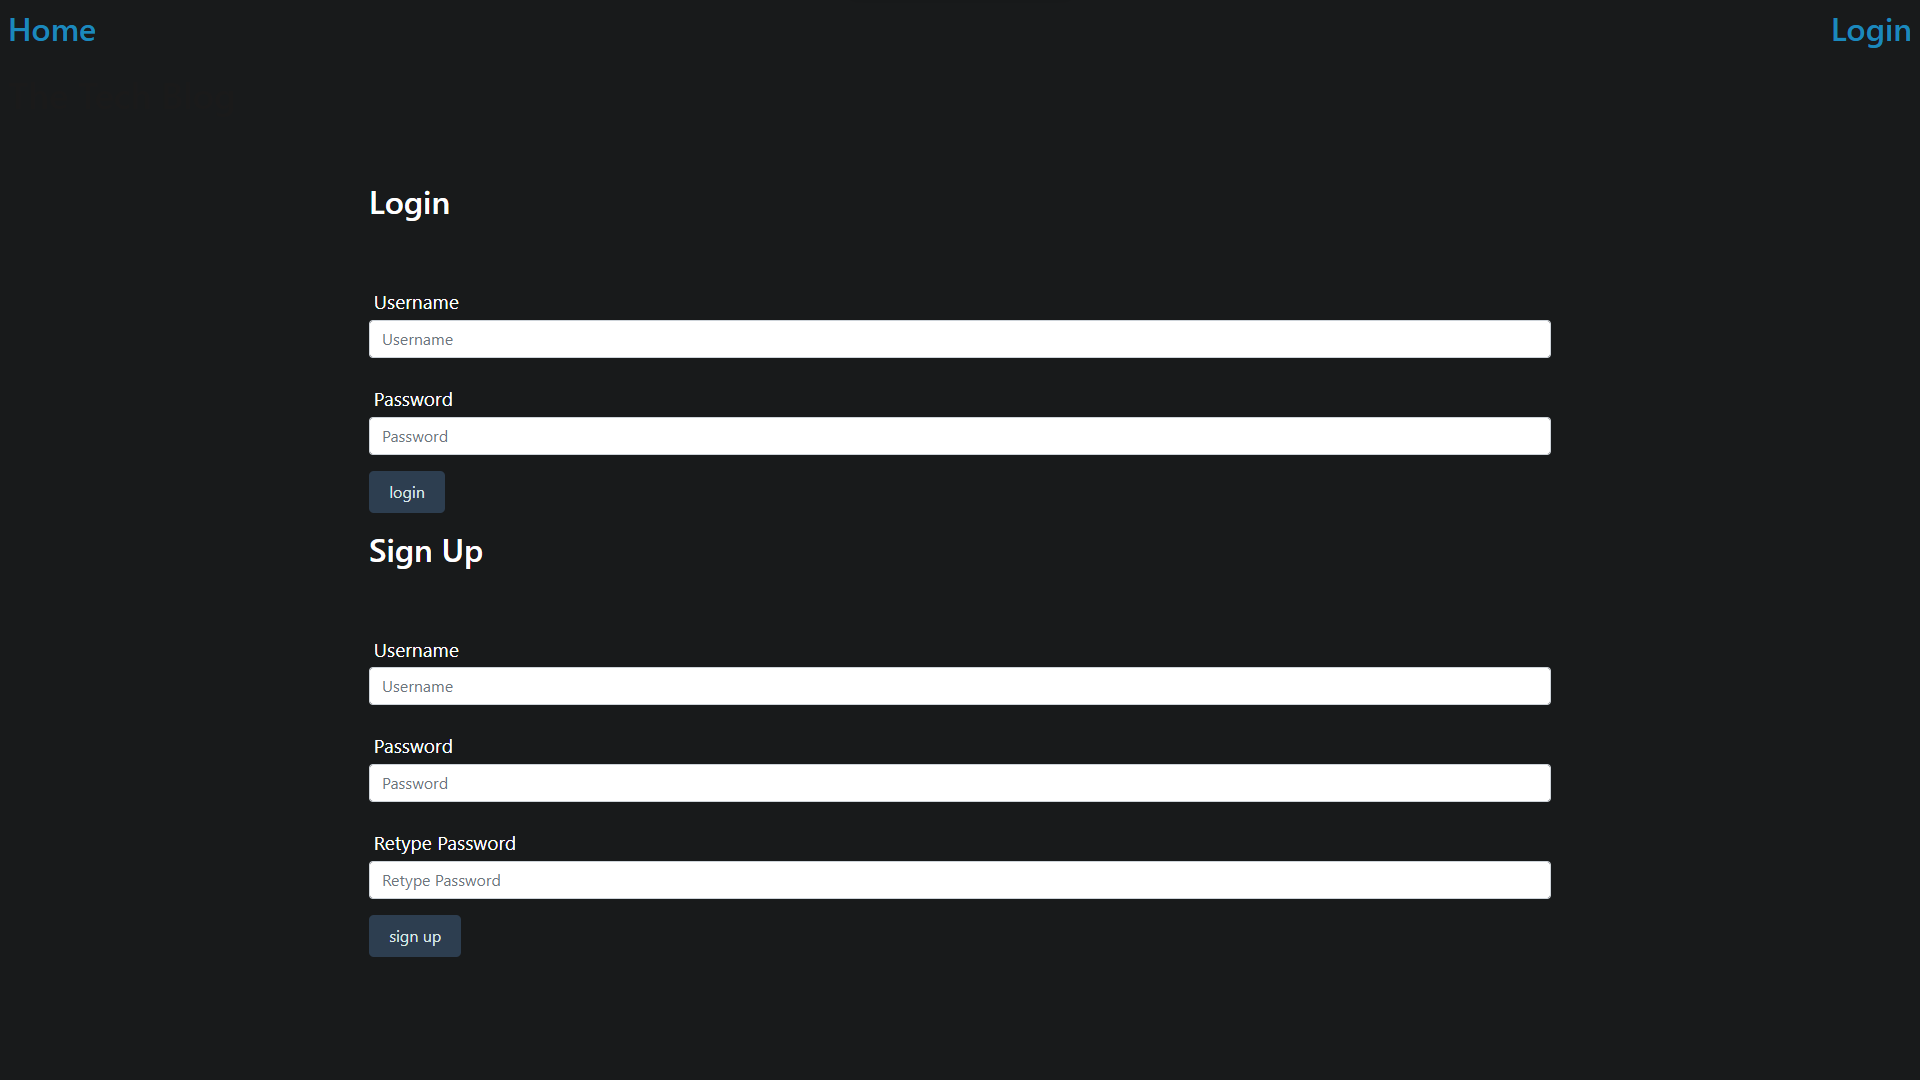 Home Login
Login
Username
Username
Password
Password
login
Sign Up
Username
Username
Password
Password
Retype Password
Retype Password
sign up